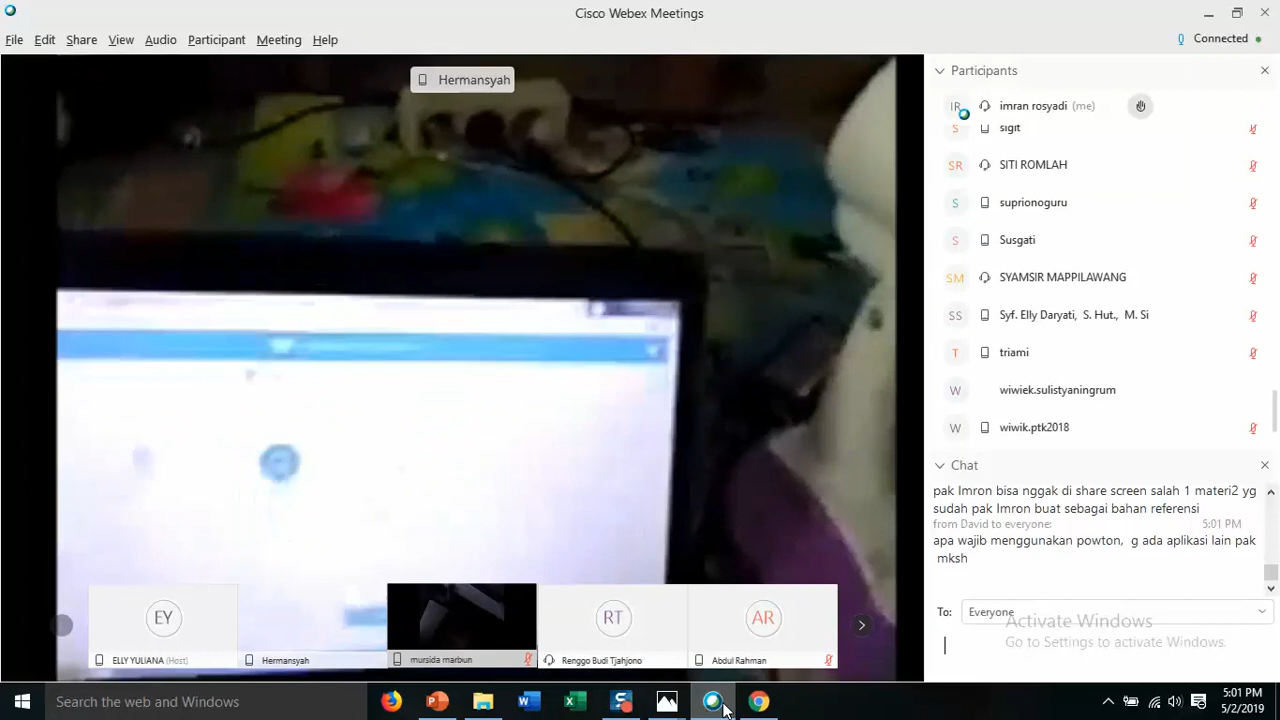 Cisco Webex Meetings
File Edit Share View Audio Participant Meeting Help
Connected
Hermansyah
Participants
IR imran rosyadi (me)
S sigit
SR SITI ROMLAH
S suprionoguru
S Susgati
SM SYAMSIR MAPPILAWANG
SS Syf. Elly Daryati, S. Hut., M. Si
T triami
W wiwiek.sulistyaningrum
W wiwik.ptk2018
Chat
pak Imron bisa nggak di share screen salah 1 materi2 yg
sudah pak Imron buat sebagai bahan referensi
from David to everyone: 5:01 PM
apa wajib menggunakan powton, g ada aplikasi lain pak
mksh
To: Everyone
Activate Windows
Go to Settings to activate Windows.
EY RT AR
ELLY YULIANA (Host) Hermansyah mursida marbun Renggo Budi Tjahjono Abdul Rahman
Search the web and Windows
5:01 PM
5/2/2019